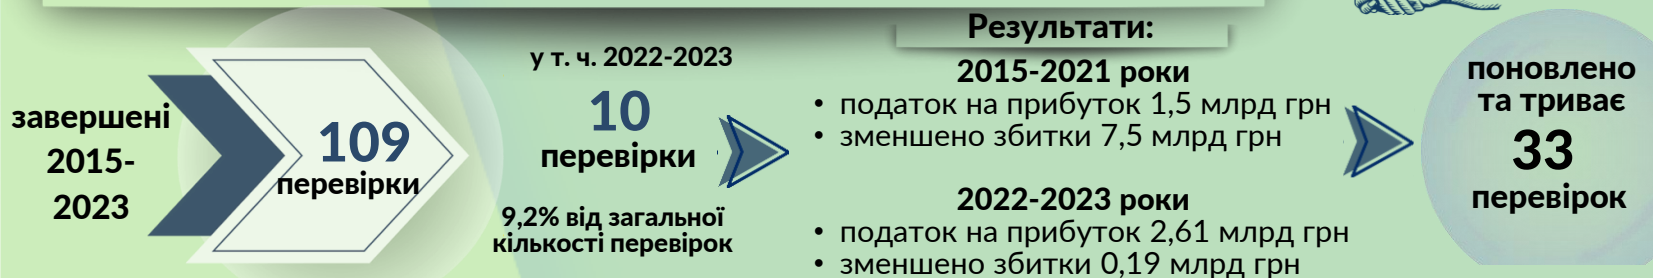 завершені
2015-
2023
109
перевірки
у т. ч. 2022-2023
10
перевірки
9,2% від загальної
кількості перевірок
Результати:
2015-2021 роки
• податок на прибуток 1,5 млрд грн
• зменшено збитки 7,5 млрд грн
2022-2023 роки
• податок на прибуток 2,61 млрд грн
• зменшено збитки 0,19 млрд грн
поновлено
та триває
33
перевірок